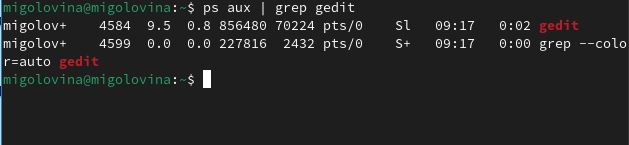 migolovina@migolovina:~$ ps aux | grep gedit
migolov+    4584  9.5  0.8 856480 70224 pts/0    Sl   09:17   0:02 gedit
migolov+    4599  0.0  0.0 227816  2432 pts/0    S+   09:17   0:00 grep --colo
r=auto gedit
migolovina@migolovina:~$